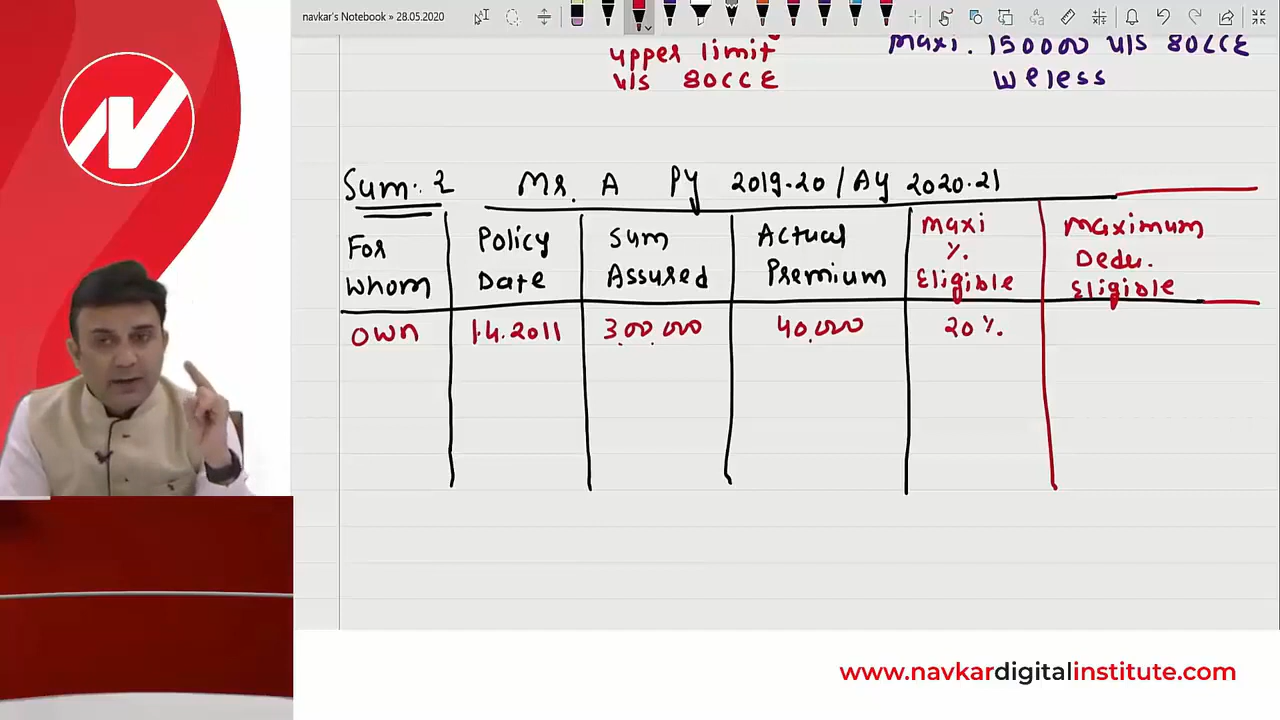 navkar's Notebook » 28.05.2020
upper limit
u/s 80CCE
Maxi. 150000 u/s 80CCE
we less
Sum: 2 Mr. A PY 2019-20 / AY 2020-21
For
Whom
Policy
Date
Sum
Assured
Actual
Premium
Maxi
%
Eligible
Maximum
Dedu.
Eligible
own 1.4.2011 3,00,000 40,000 20%.
www.navkardigitalinstitute.com